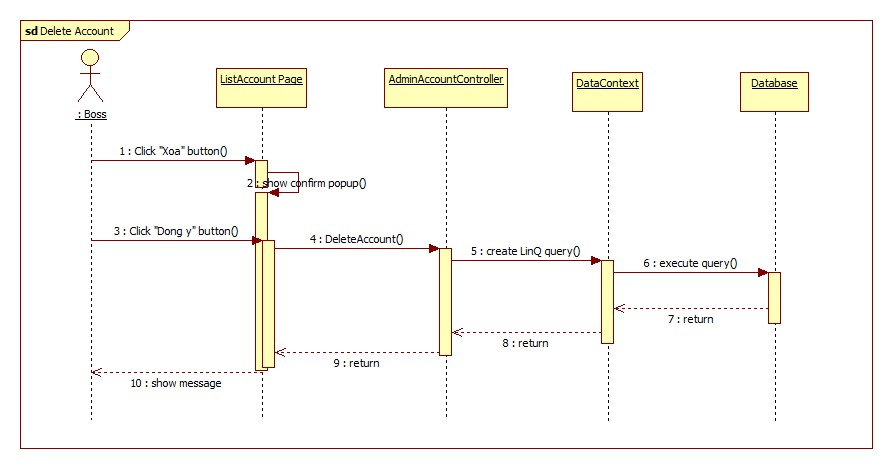 sd Delete Account
: Boss
ListAccount Page
AdminAccountController
DataContext
Database
1 : Click "Xoa" button()
2 : show confirm popup()
3 : Click "Dong y" button()
4 : DeleteAccount()
5 : create LinQ query()
6 : execute query()
7 : return
8 : return
9 : return
10 : show message